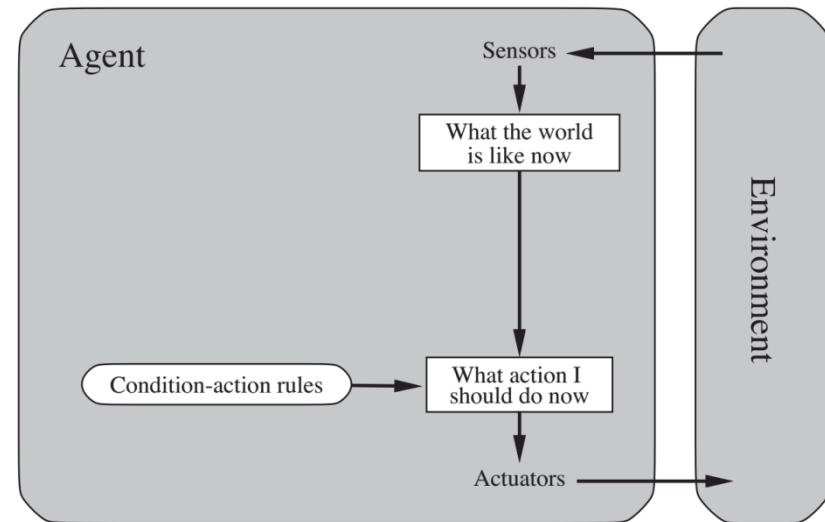 Agent
Sensors
What the world
is like now
Environment
Condition-action rules
What action I
should do now
Actuators